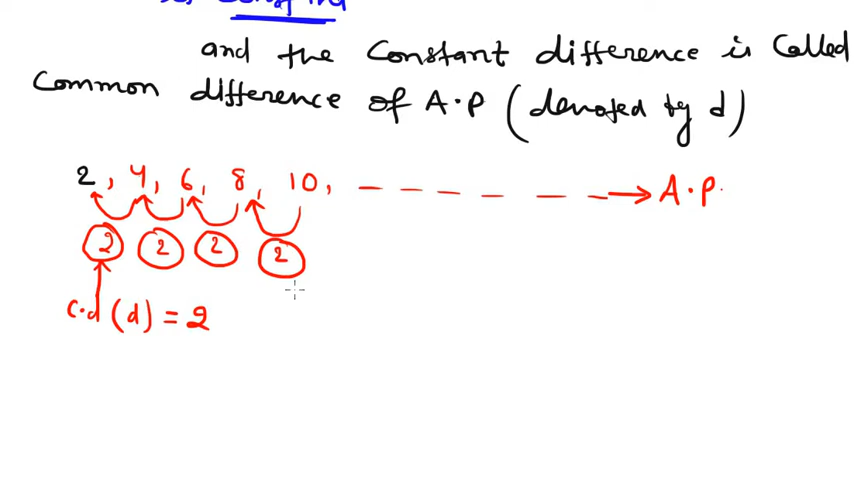 and the Constant difference is Called
Common difference of A.P (denoted by d)
2, 4, 6, 8, 10, _ _ _ _ _ _ → A.P.
2 2 2 2
C.d (d) = 2